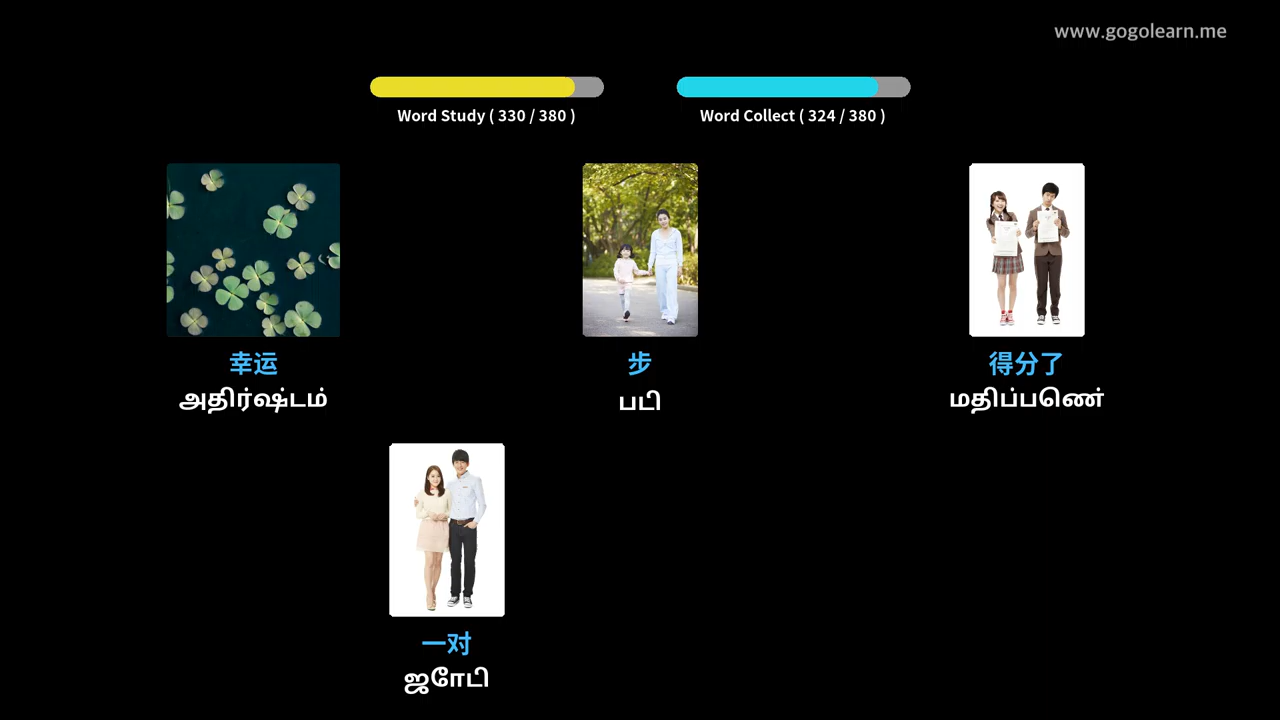 www.gogolearn.me
Word Study ( 330 / 380 )
Word Collect ( 324 / 380 )
幸运
அதிர்ஷ்டம்
步
படி
得分了
மதிப்பெண்
一对
ஜோடி